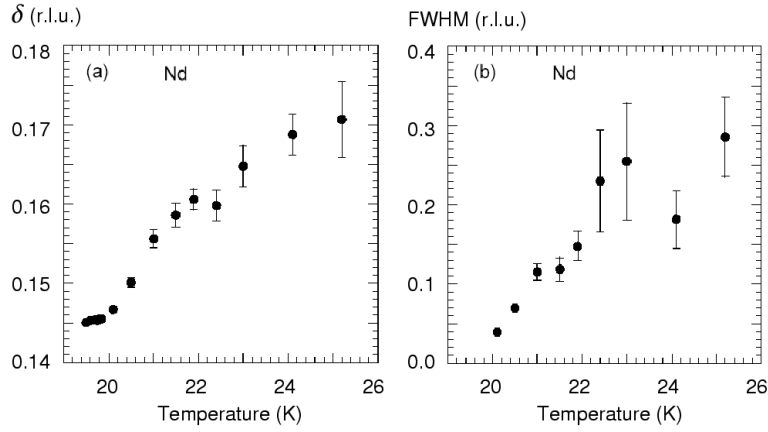 δ (r.l.u.)
FWHM (r.l.u.)
0.18
(a) Nd
0.17
0.16
0.15
0.14
20 22 24 26
Temperature (K)
(b) Nd
0.4
0.3
0.2
0.1
0.0
20 22 24 26
Temperature (K)